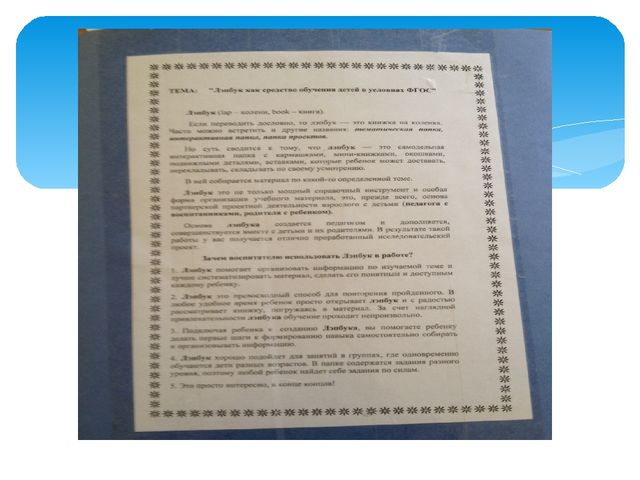 ТЕМА: "Лэпбук как средство обучения детей в условиях ФГОС"
Лэпбук (lap – колени, book – книга).
Если переводить дословно, то лэпбук — это книжка на коленях.
Часто можно встретить и другие названия: тематическая папка,
интерактивная папка, папка проектов.
Но суть сводится к тому, что лэпбук — это самодельная
интерактивная папка с кармашками, мини-книжками, окошками,
подвижными деталями, вставками, которые ребенок может доставать,
перекладывать, складывать по своему усмотрению.
В ней собирается материал по какой-то определенной теме.
Лэпбук это не только мощный справочный инструмент и особая
форма организации учебного материала, это, прежде всего, основа
партнерской проектной деятельности взрослого с детьми (педагога с
воспитанниками, родителя с ребенком).
Основа лэпбука создается педагогом и дополняется,
совершенствуется вместе с детьми и их родителями. В результате такой
работы у вас получается отлично проработанный исследовательский
проект.
Зачем воспитателю использовать Лэпбук в работе?
1. Лэпбук помогает организовать информацию по изучаемой теме и
лучше систематизировать материал, сделать его понятным и доступным
каждому ребенку.
2. Лэпбук это превосходный способ для повторения пройденного. В
любое удобное время ребенок просто открывает лэпбук и с радостью
рассматривает книжку, погружаясь в материал. За счет наглядной
привлекательности лэпбука обучение проходит непроизвольно.
3. Подключая ребенка к созданию Лэпбука, вы помогаете ребенку
делать первые шаги к формированию навыка самостоятельно собирать
и организовывать информацию.
4. Лэпбук хорошо подойдет для занятий в группах, где одновременно
обучаются дети разных возрастов. В папке содержатся задания разного
уровня, поэтому любой ребенок найдет себе задания по силам.
5. Это просто интересно, в конце концов!